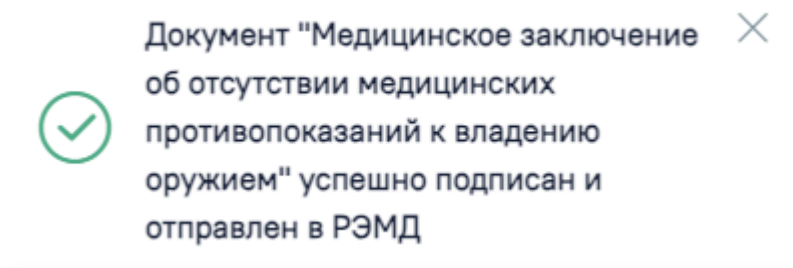 Документ "Медицинское заключение
об отсутствии медицинских
противопоказаний к владению
оружием" успешно подписан и
отправлен в РЭМД